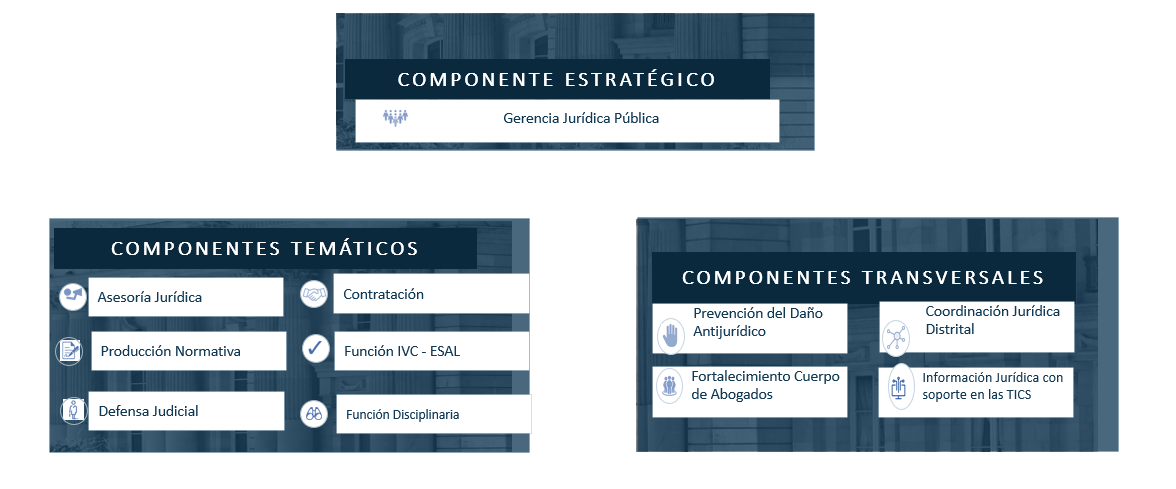 COMPONENTE ESTRATÉGICO
Gerencia Jurídica Pública
COMPONENTES TEMÁTICOS
Asesoría Jurídica
Contratación
Producción Normativa
Función IVC - ESAL
Defensa Judicial
Función Disciplinaria
COMPONENTES TRANSVERSALES
Prevención del Daño
Antijurídico
Coordinación Jurídica
Distrital
Fortalecimiento Cuerpo
de Abogados
Información Jurídica con
soporte en las TICS